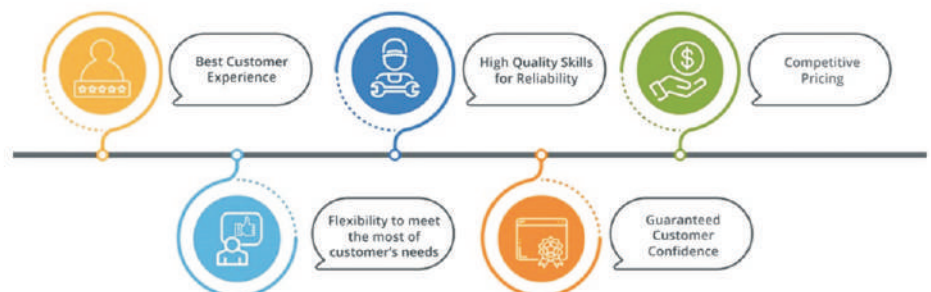 Best Customer
Experience
High Quality Skills
for Reliability
$
Competitive
Pricing
Flexibility to meet
the most of
customer's needs
Guaranteed
Customer
Confidence